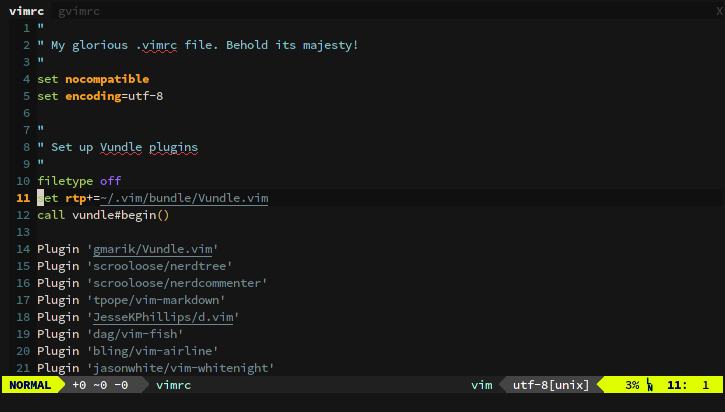 vimrc gvimrc X
1 "
2 " My glorious .vimrc file. Behold its majesty!
3 "
4 set nocompatible
5 set encoding=utf-8
6
7 "
8 " Set up Vundle plugins
9 "
10 filetype off
11 set rtp+=~/.vim/bundle/Vundle.vim
12 call vundle#begin()
13
14 Plugin 'gmarik/Vundle.vim'
15 Plugin 'scrooloose/nerdtree'
16 Plugin 'scrooloose/nerdcommenter'
17 Plugin 'tpope/vim-markdown'
18 Plugin 'JesseKPhillips/d.vim'
19 Plugin 'dag/vim-fish'
20 Plugin 'bling/vim-airline'
21 Plugin 'jasonwhite/vim-whitenight'
NORMAL +0 ~0 -0 vimrc vim utf-8[unix] 3% LN 11: 1